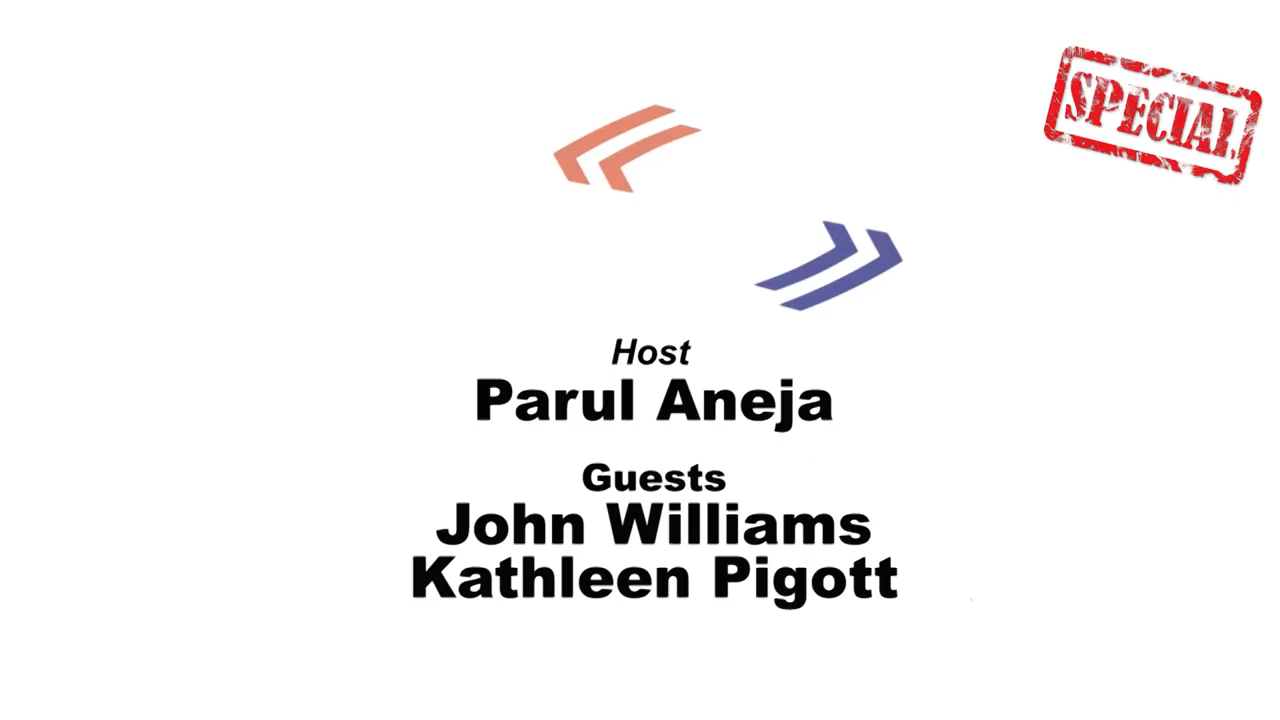 SPECIAL
Host
Parul Aneja
Guests
John Williams
Kathleen Pigott